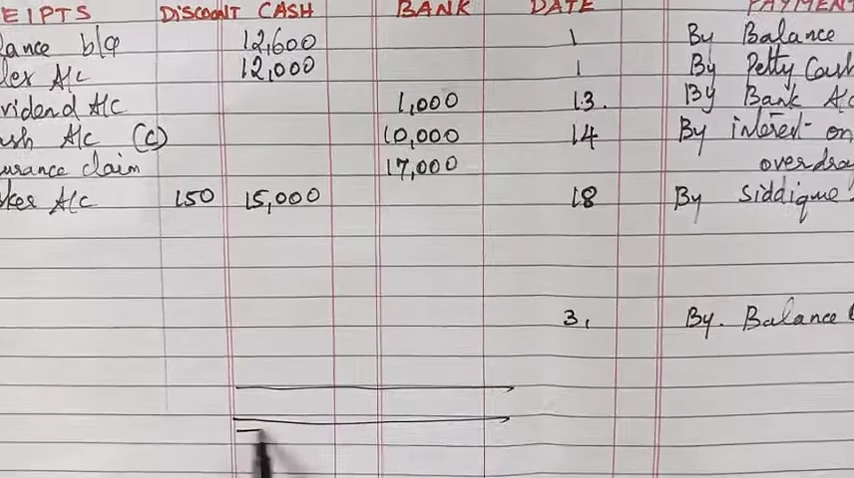 EIPTS DISCOUNT CASH BANK DATE PAYMENT
lance b/d 12,600 1 By Balance
lex A/c 12,000 1 By Petty Cash
vidend A/c 1,000 13. By Bank A/c
sh A/c (C) 10,000 14 By interest on
urance claim 17,000 overdra
kes A/c 150 15,000 18 By Siddique
3, By. Balance